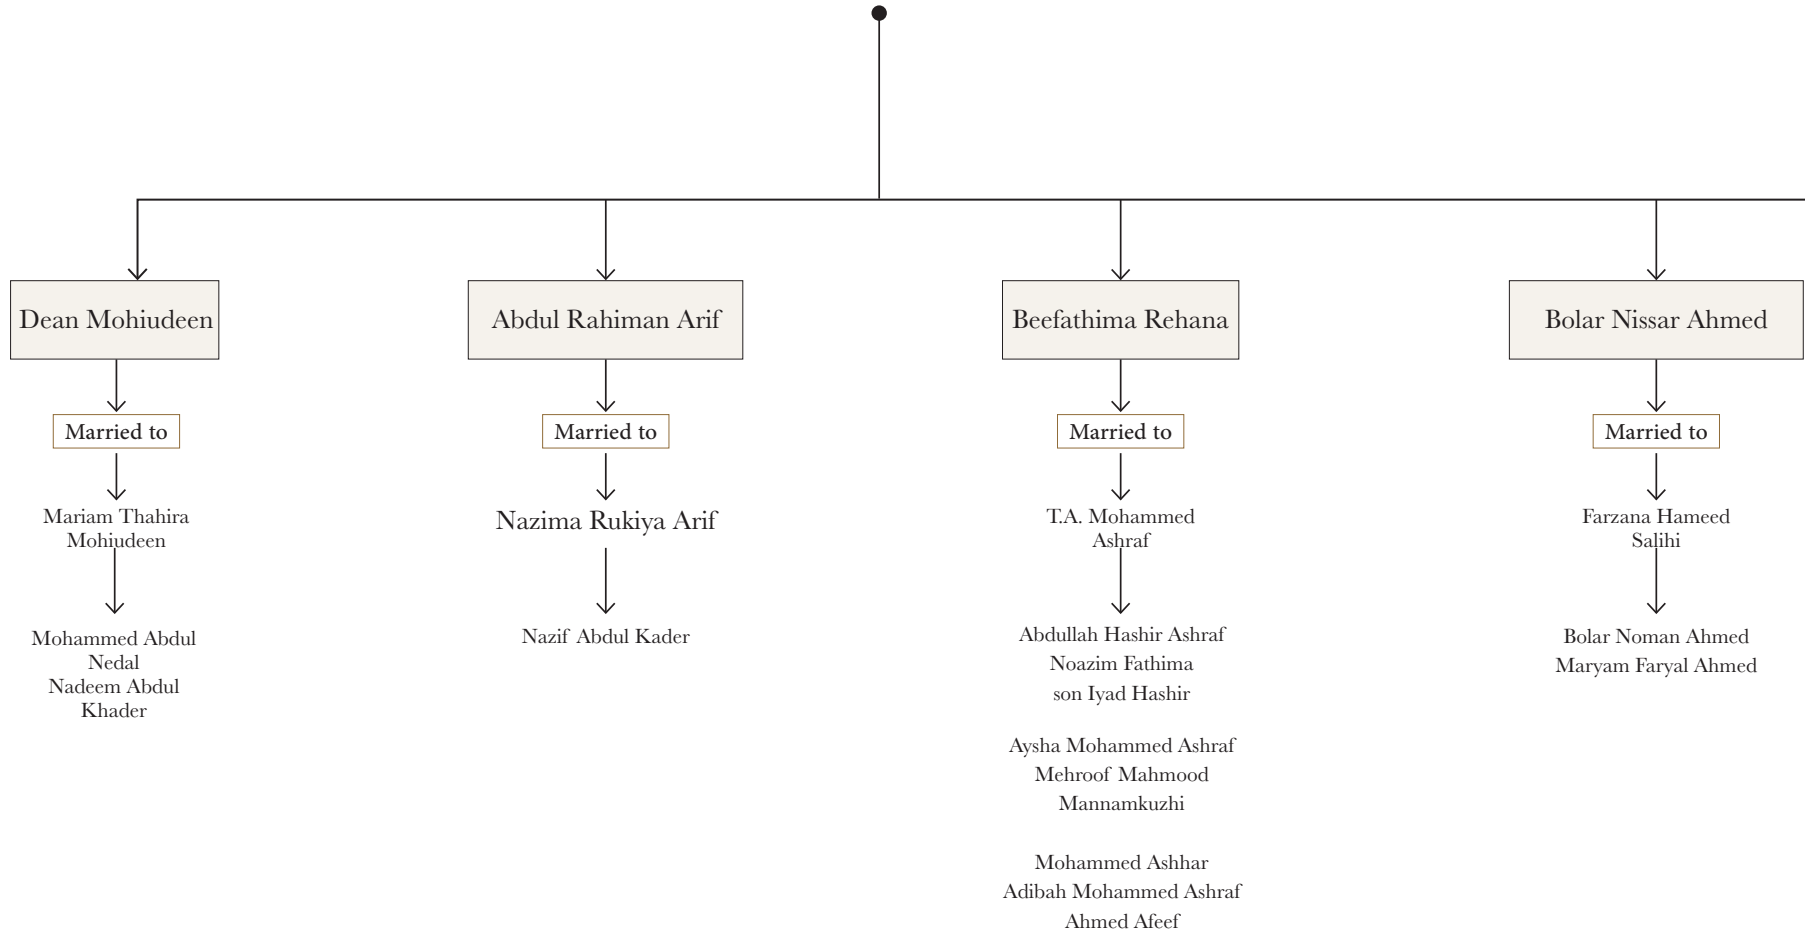 Dean Mohiudeen
Married to
Mariam Thahira
Mohiudeen
Mohammed Abdul
Nedal
Nadeem Abdul
Khader
Abdul Rahiman Arif
Married to
Nazima Rukiya Arif
Nazif Abdul Kader
Beefathima Rehana
Married to
T.A. Mohammed
Ashraf
Abdullah Hashir Ashraf
Noazim Fathima
son Iyad Hashir
Aysha Mohammed Ashraf
Mehroof Mahmood
Mannamkuzhi
Mohammed Ashhar
Adibah Mohammed Ashraf
Ahmed Afeef
Bolar Nissar Ahmed
Married to
Farzana Hameed
Salihi
Bolar Noman Ahmed
Maryam Faryal Ahmed